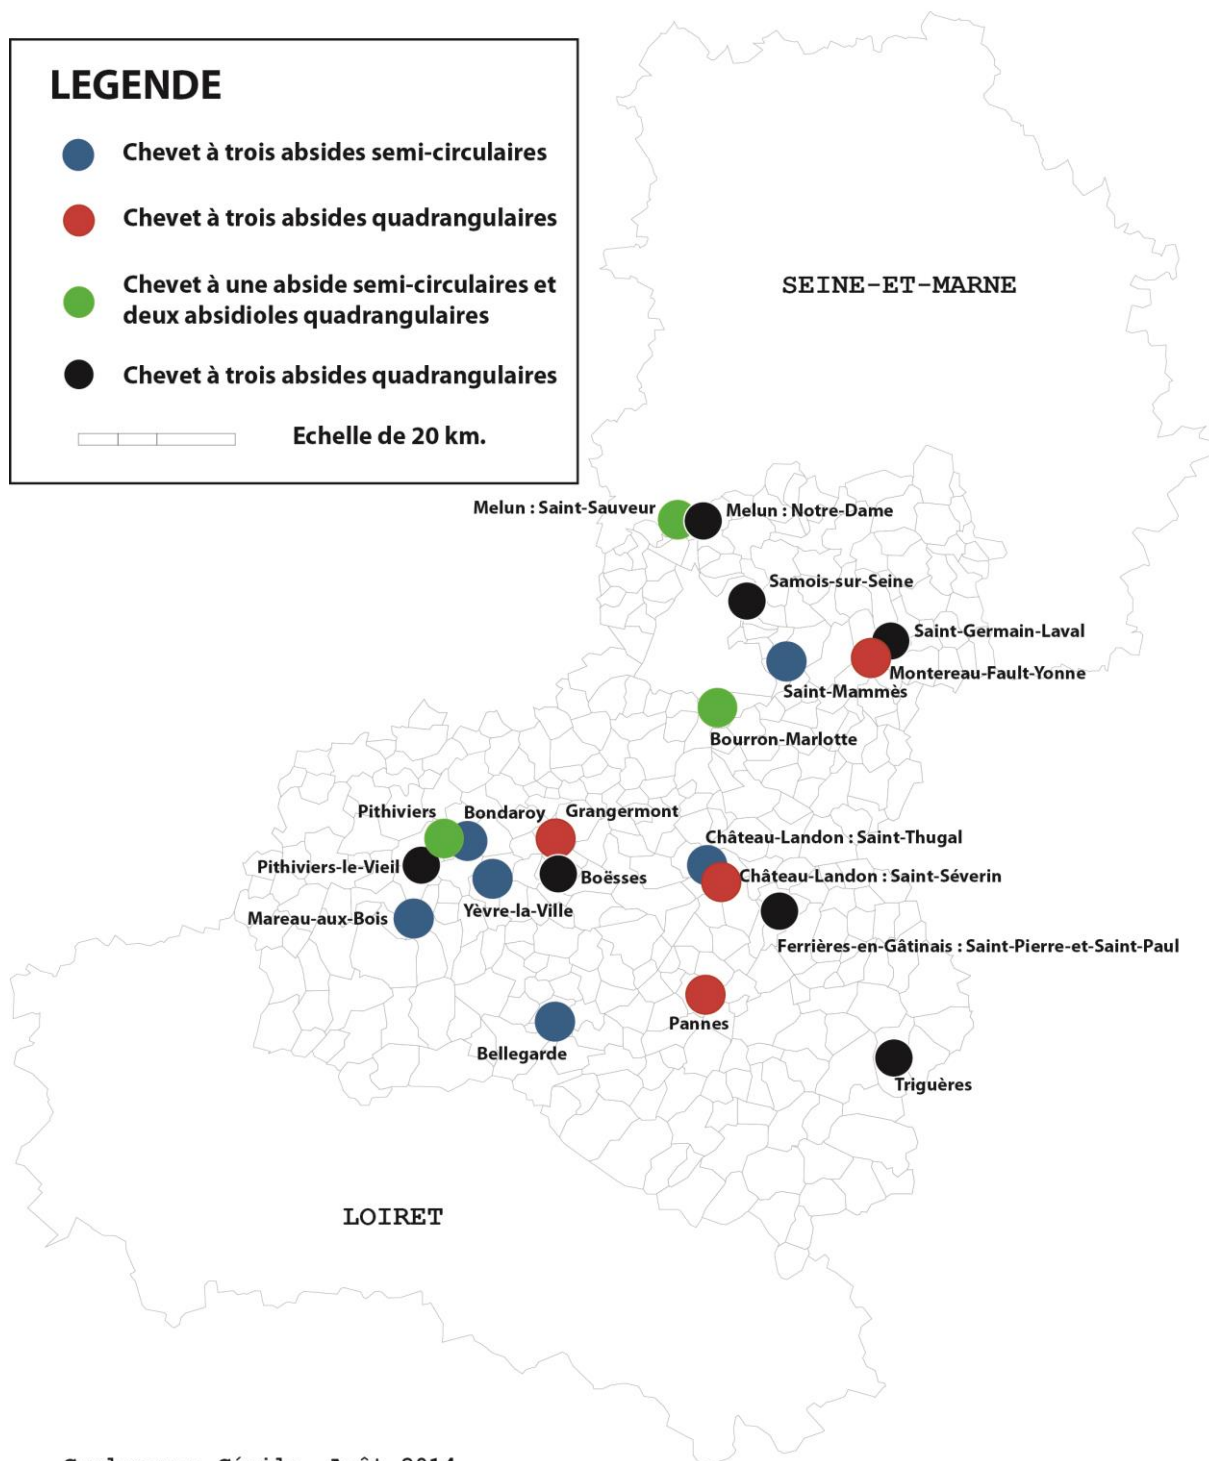 LEGENDE
Chevet à trois absides semi-circulaires
Chevet à trois absides quadrangulaires
Chevet à une abside semi-circulaires et
deux absidioles quadrangulaires
Chevet à trois absides quadrangulaires
Echelle de 20 km.
SEINE-ET-MARNE
Melun : Saint-Sauveur
Melun : Notre-Dame
Samois-sur-Seine
Saint-Germain-Laval
Montereau-Fault-Yonne
Saint-Mammès
Bourron-Marlotte
Pithiviers
Bondaroy
Grangermont
Château-Landon : Saint-Thugal
Pithiviers-le-Vieil
Boësses
Château-Landon : Saint-Séverin
Yèvre-la-Ville
Mareau-aux-Bois
Ferrières-en-Gâtinais : Saint-Pierre-et-Saint-Paul
Pannes
Bellegarde
Triguères
LOIRET
Cécile
Août 2014